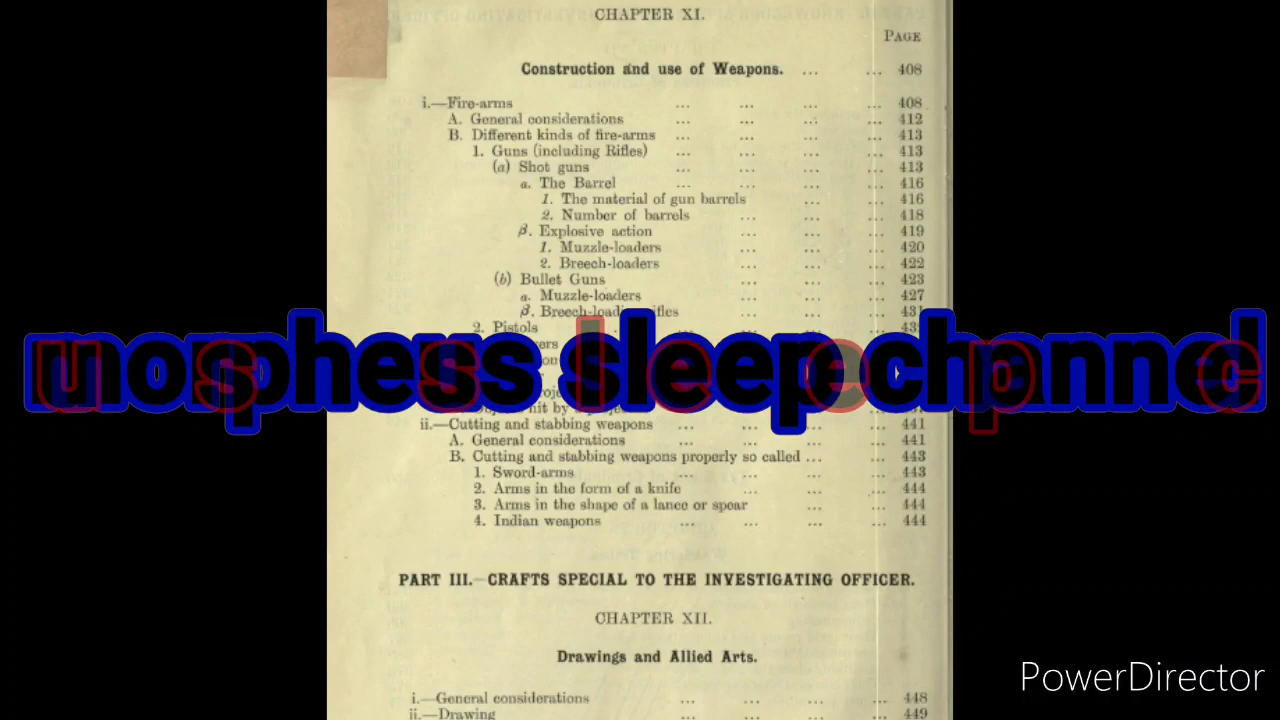 CHAPTER XI.
PAGE
Construction and use of Weapons. ... ... 408
i.—Fire-arms ... ... ... ... 408
A. General considerations ... ... ... ... 412
B. Different kinds of fire-arms ... ... ... ... 413
1. Guns (including Rifles) ... ... ... ... 413
(a) Shot guns ... ... ... ... 413
a. The Barrel ... ... ... ... 416
1. The material of gun barrels ... ... 416
2. Number of barrels ... ... ... 418
β. Explosive action ... ... ... 419
1. Muzzle-loaders ... ... ... 420
2. Breech-loaders ... ... ... 422
(b) Bullet Guns ... ... ... 423
a. Muzzle-loaders ... ... ... 427
β.
2. Pistols
morphess sleep channel
ii.—Cutting and stabbing weapons ... ... ... ... 441
A. General considerations ... ... ... ... 441
B. Cutting and stabbing weapons properly so called ... ... 443
1. Sword-arms ... ... ... ... 443
2. Arms in the form of a knife ... ... ... 444
3. Arms in the shape of a lance or spear ... ... 444
4. Indian weapons ... ... ... ... 444
PART III.—CRAFTS SPECIAL TO THE INVESTIGATING OFFICER.
CHAPTER XII.
Drawings and Allied Arts.
i.—General considerations ... ... ... ... 448
ii.—Drawing ... ... ... ... 449
PowerDirector